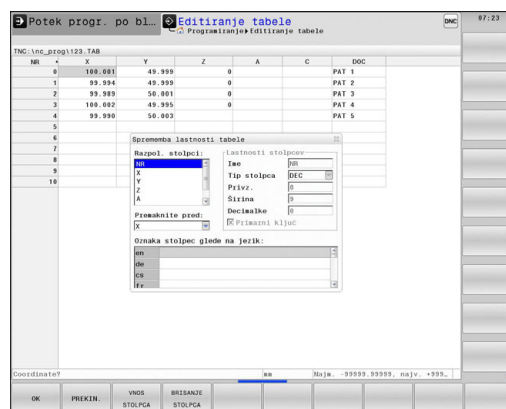 Potek progr. po bl… Editiranje tabele DNC 07:23
Programiranje▸Editiranje tabele
TNC:\nc_prog\123.TAB
NR X Y Z A C DOC
0 100.001 49.999 0 PAT 1
1 99.994 49.999 0 PAT 2
2 99.989 50.001 0 PAT 3
3 100.002 49.995 0 PAT 4
4 99.990 50.003 PAT 5
5
6
7
8
9
10
Sprememba lastnosti tabele
Razpol. stolpci:
NR
X
Y
Z
A
Premaknite pred:
X
Lastnosti stolpcev
Ime NR
Tip stolpca DEC
Privz. 0
Širina 9
Decimalke 0
Primarni ključ
Oznaka stolpec glede na jezik:
en
de
cs
fr
Coordinate? mm Najm. -99999.99999, najv. +999…
OK PREKIN. VNOS STOLPCA BRISANJE STOLPCA